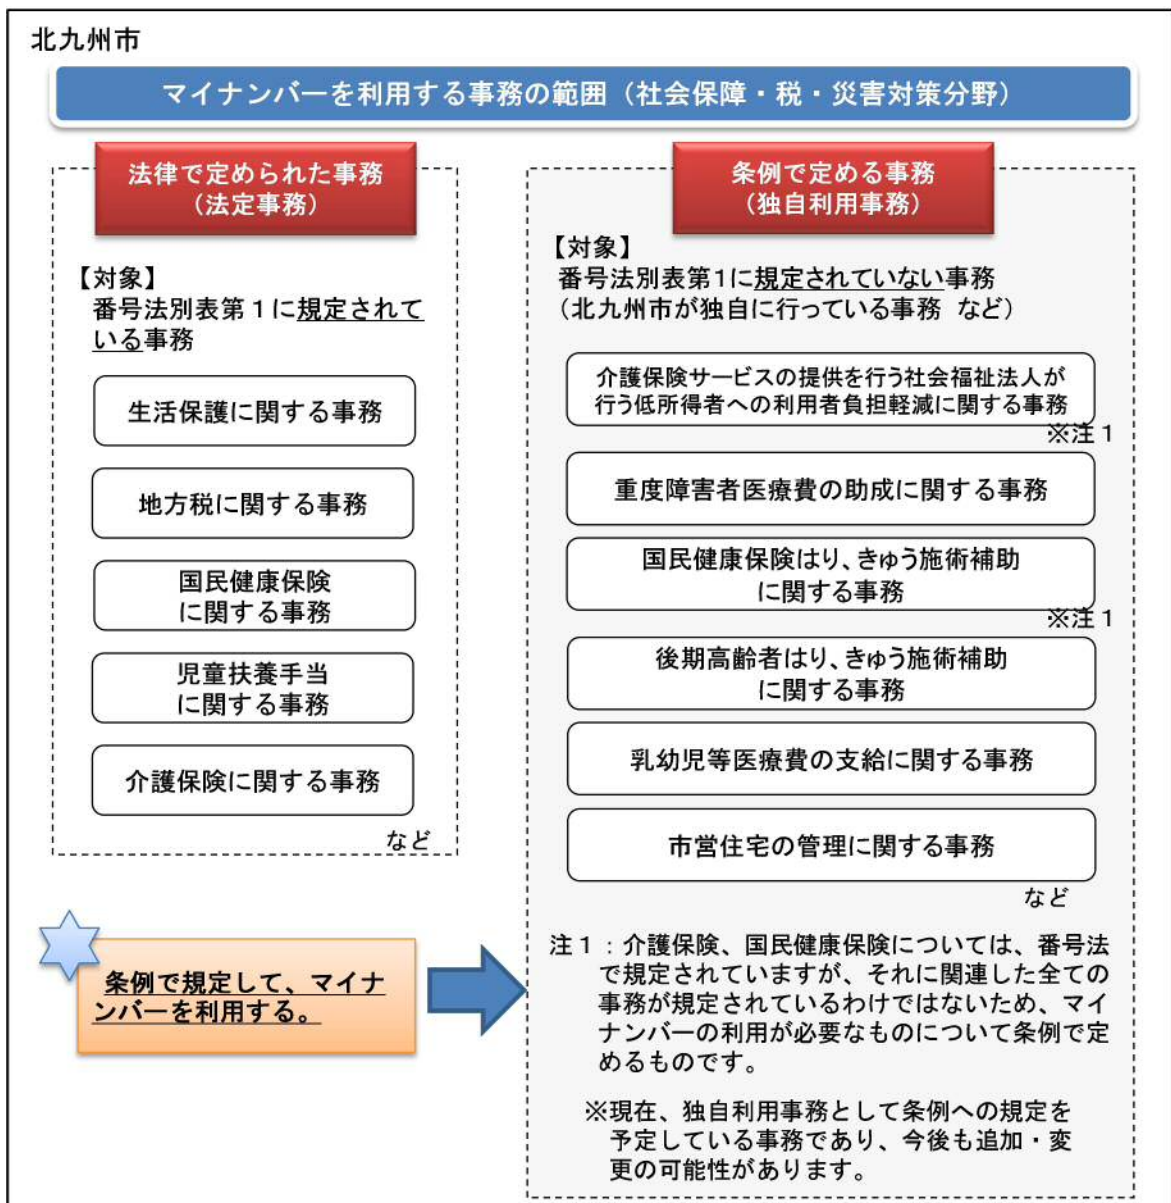 北九州市
マイナンバーを利用する事務の範囲（社会保障・税・災害対策分野）
法律で定められた事務
（法定事務）
【対象】
番号法別表第１に規定されて
いる事務
生活保護に関する事務
地方税に関する事務
国民健康保険
に関する事務
児童扶養手当
に関する事務
介護保険に関する事務
など
条例で規定して、マイナ
ンバーを利用する。
条例で定める事務
（独自利用事務）
【対象】
番号法別表第1に規定されていない事務
（北九州市が独自に行っている事務 など）
介護保険サービスの提供を行う社会福祉法人が
行う低所得者への利用者負担軽減に関する事務
※注１
重度障害者医療費の助成に関する事務
国民健康保険はり、きゅう施術補助
に関する事務
※注１
後期高齢者はり、きゅう施術補助
に関する事務
乳幼児等医療費の支給に関する事務
市営住宅の管理に関する事務
など
注１：介護保険、国民健康保険については、番号法
で規定されていますが、それに関連した全ての
事務が規定されているわけではないため、マイ
ナンバーの利用が必要なものについて条例で定
めるものです。
※現在、独自利用事務として条例への規定を
予定している事務であり、今後も追加・変
更の可能性があります。